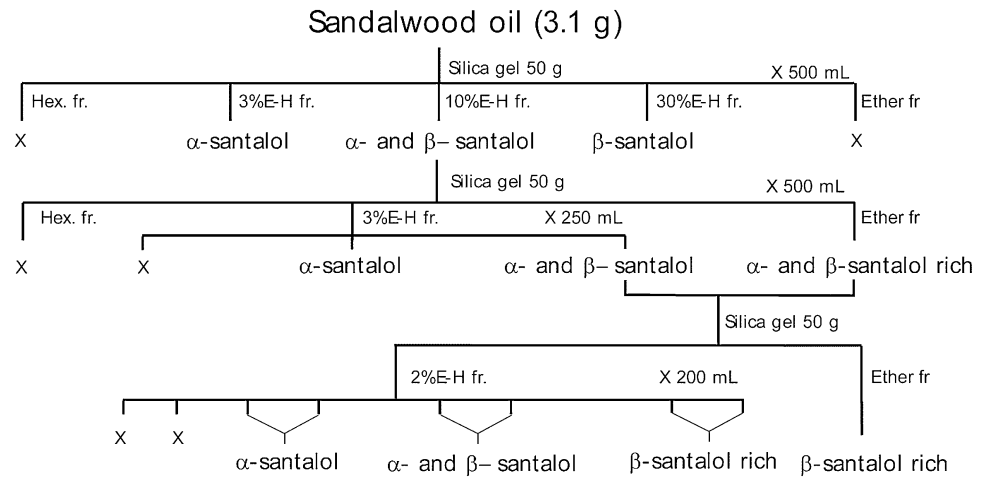 Sandalwood oil (3.1 g)
Silica gel 50 g
X 500 mL
Hex. fr. 3%E-H fr. 10%E-H fr. 30%E-H fr. Ether fr
X α-santalol α- and β– santalol β-santalol X
Silica gel 50 g
X 500 mL
Hex. fr. 3%E-H fr. X 250 mL Ether fr
X X α-santalol α- and β– santalol α- and β-santalol rich
Silica gel 50 g
2%E-H fr. X 200 mL Ether fr
X X α-santalol α- and β– santalol β-santalol rich β-santalol rich